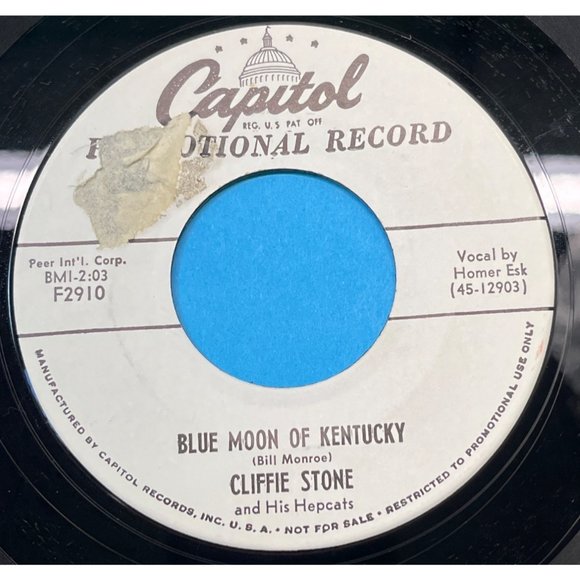 Capitol
REG. U.S. PAT. OFF
RECORD
Peer Int'l. Corp.
BMI-2:03
F2910
Vocal by
Homer Esk
(45-12903)
BLUE MOON OF KENTUCKY
(Bill Monroe)
CLIFFIE STONE
and His Hepcats
MANUFACTURED BY CAPITOL RECORDS, INC. U.S.A. • NOT FOR SALE • RESTRICTED TO PROMOTIONAL USE ONLY